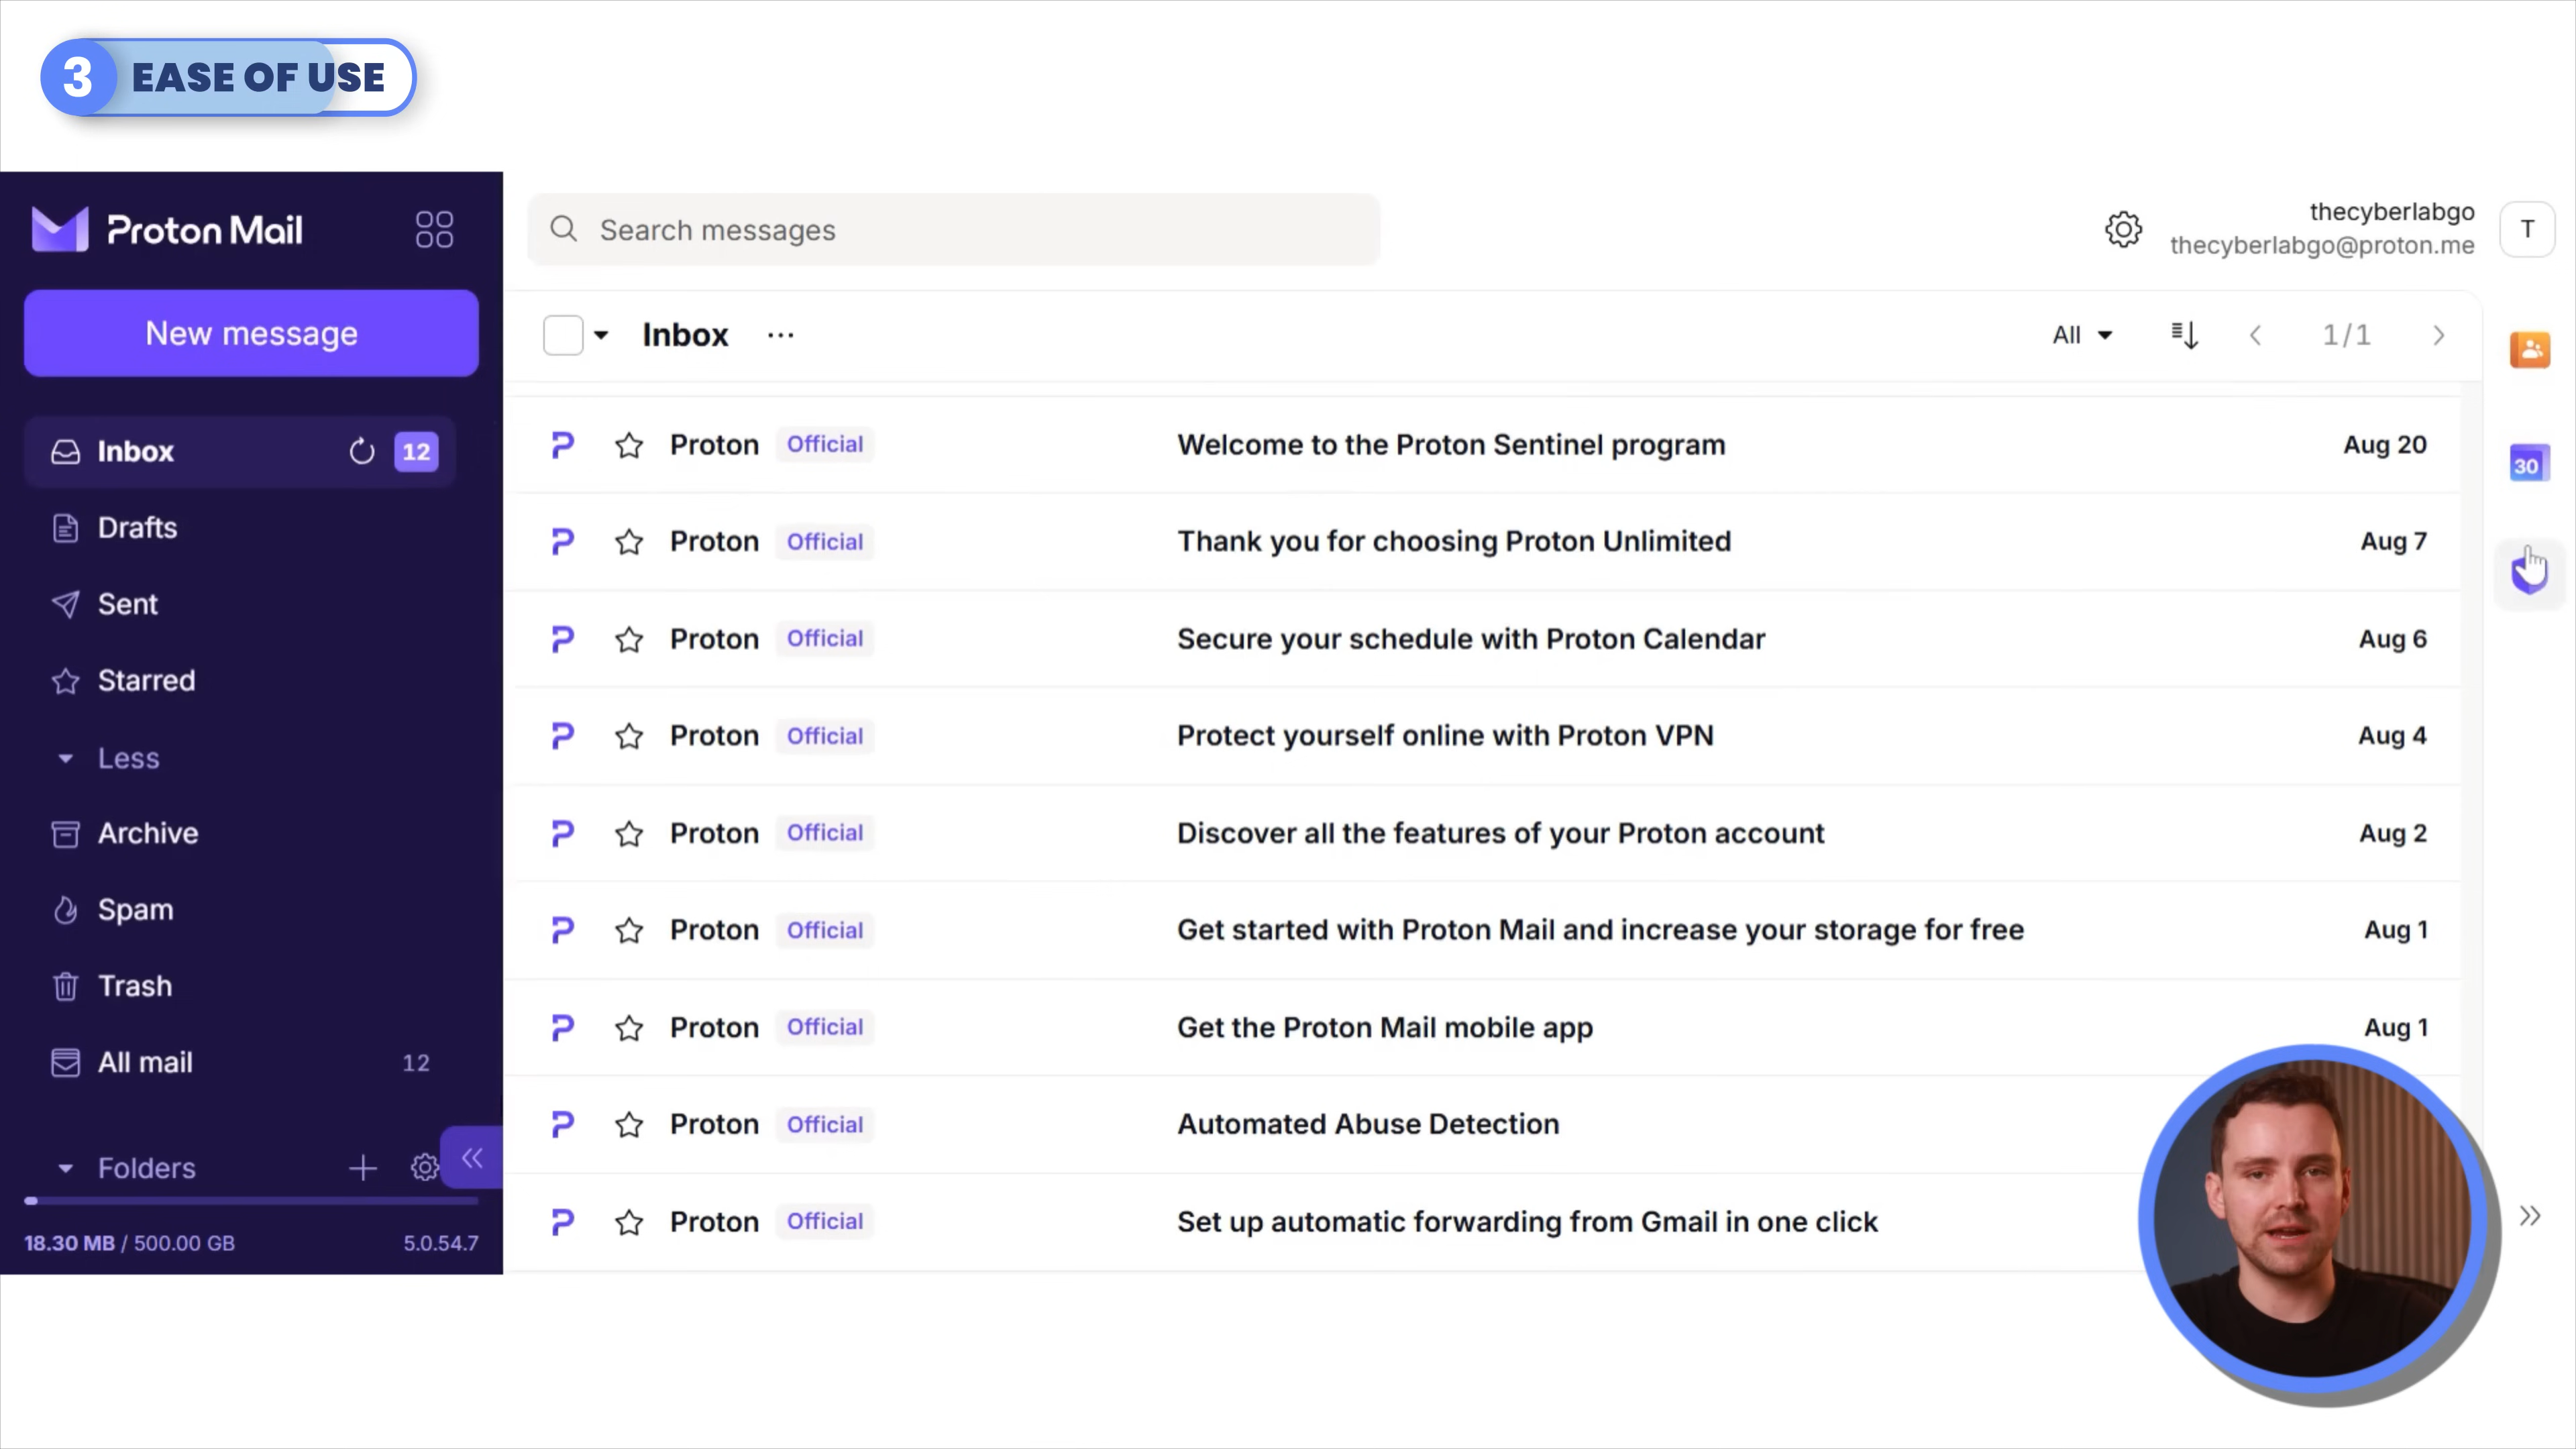 3 EASE OF USE
Proton Mail
Search messages
thecyberlabgo
thecyberlabgo@proton.me
T
New message
Inbox ...
All
1/1
Inbox 12
Drafts
Sent
Starred
Less
Archive
Spam
Trash
All mail 12
Folders
18.30 MB / 500.00 GB 5.0.54.7
Proton Official Welcome to the Proton Sentinel program Aug 20
Proton Official Thank you for choosing Proton Unlimited Aug 7
Proton Official Secure your schedule with Proton Calendar Aug 6
Proton Official Protect yourself online with Proton VPN Aug 4
Proton Official Discover all the features of your Proton account Aug 2
Proton Official Get started with Proton Mail and increase your storage for free Aug 1
Proton Official Get the Proton Mail mobile app Aug 1
Proton Official Automated Abuse Detection
Proton Official Set up automatic forwarding from Gmail in one click
30